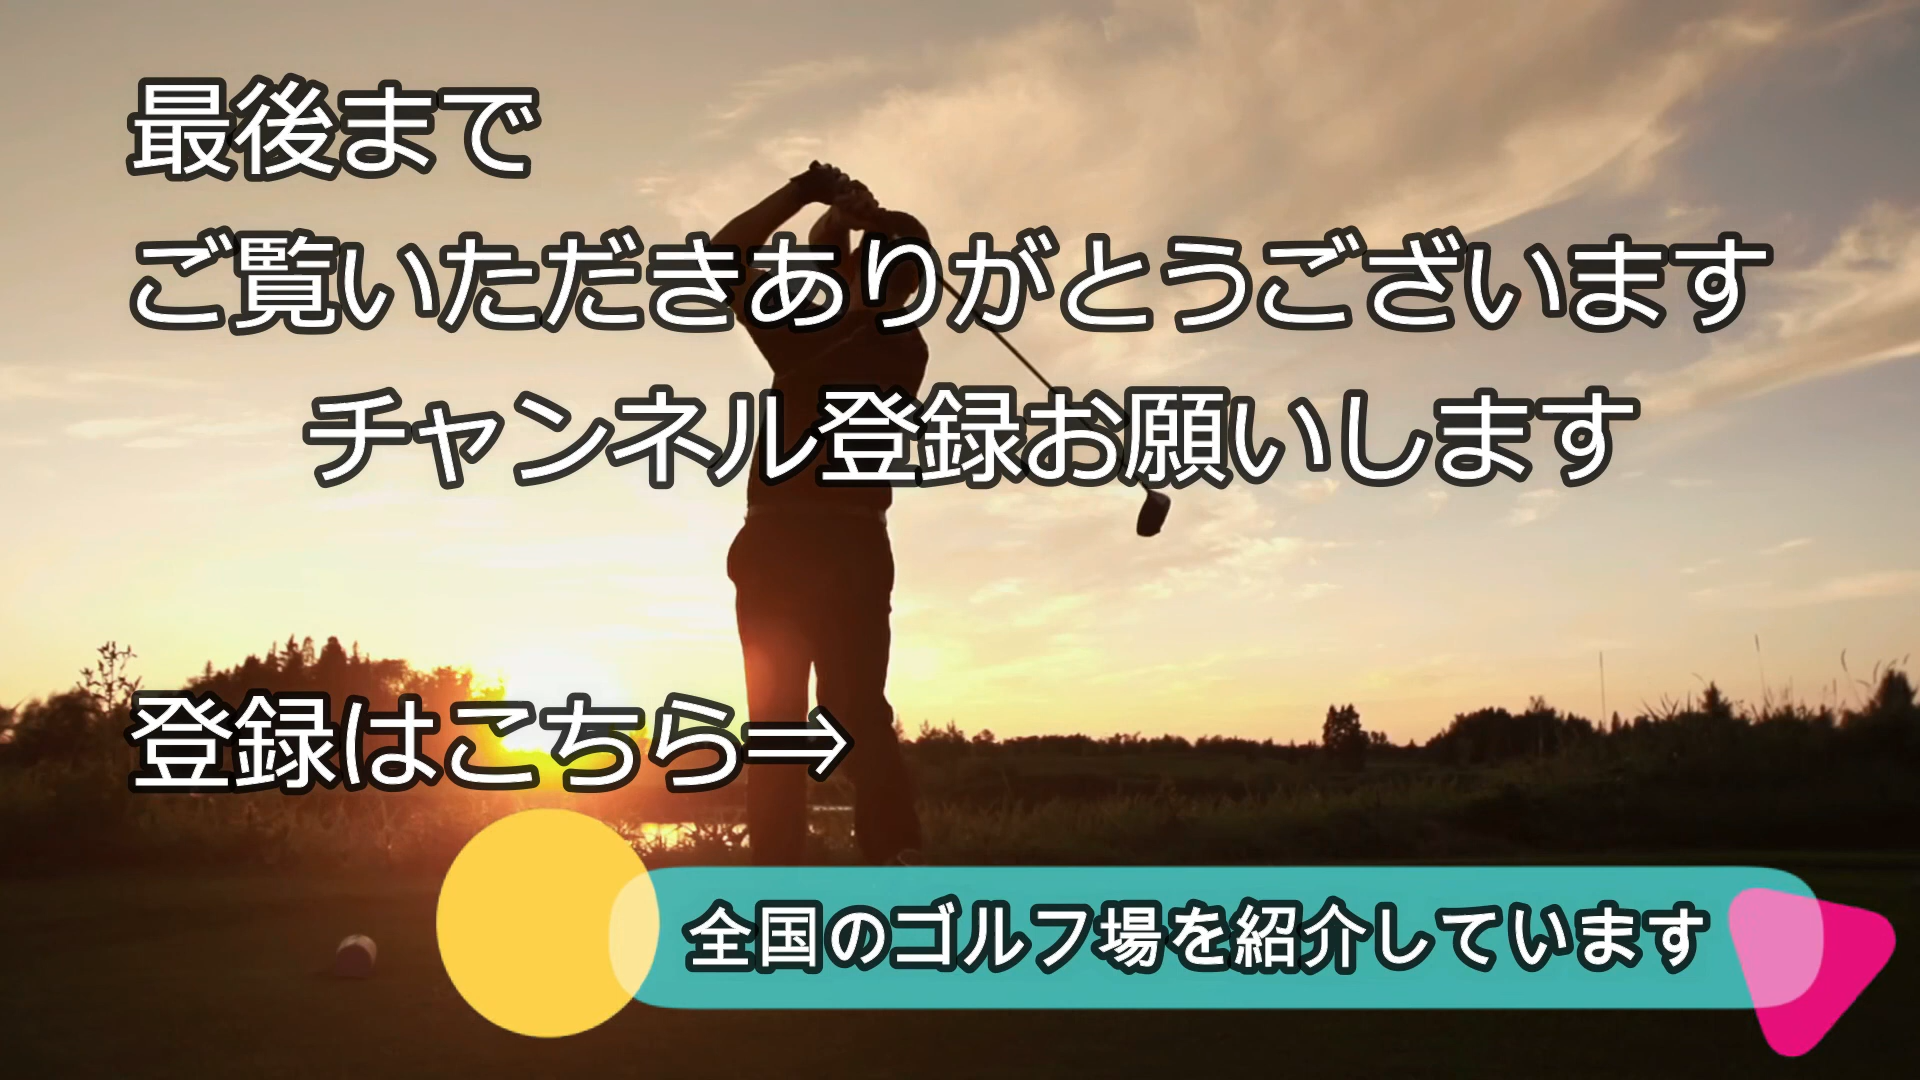 最後まで
ご覧いただきありがとうございます
チャンネル登録お願いします
登録はこちら⇒
全国のゴルフ場を紹介しています